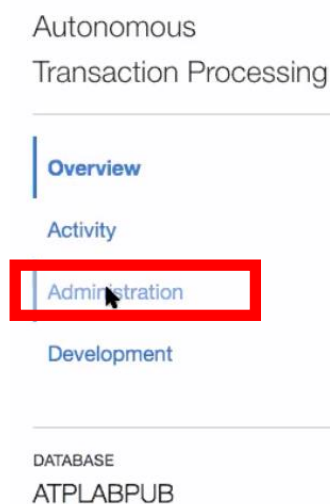 Autonomous
Transaction Processing
Overview
Activity
Administration
Development
DATABASE
ATPLABPUB